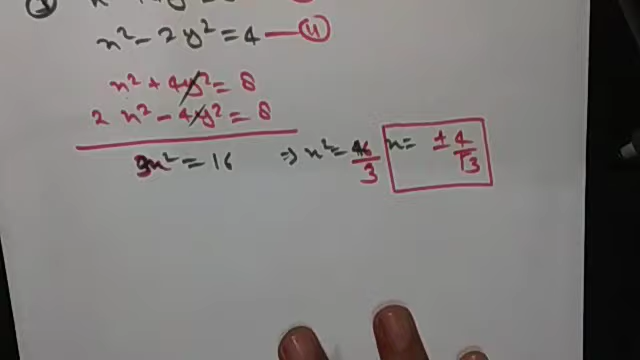 x² - 2y² = 4 — (ii)
x² + 4y² = 8
2x² - 4y² = 8
3x² = 16 ⇒ x² = 16/3 x = ± 4/√3